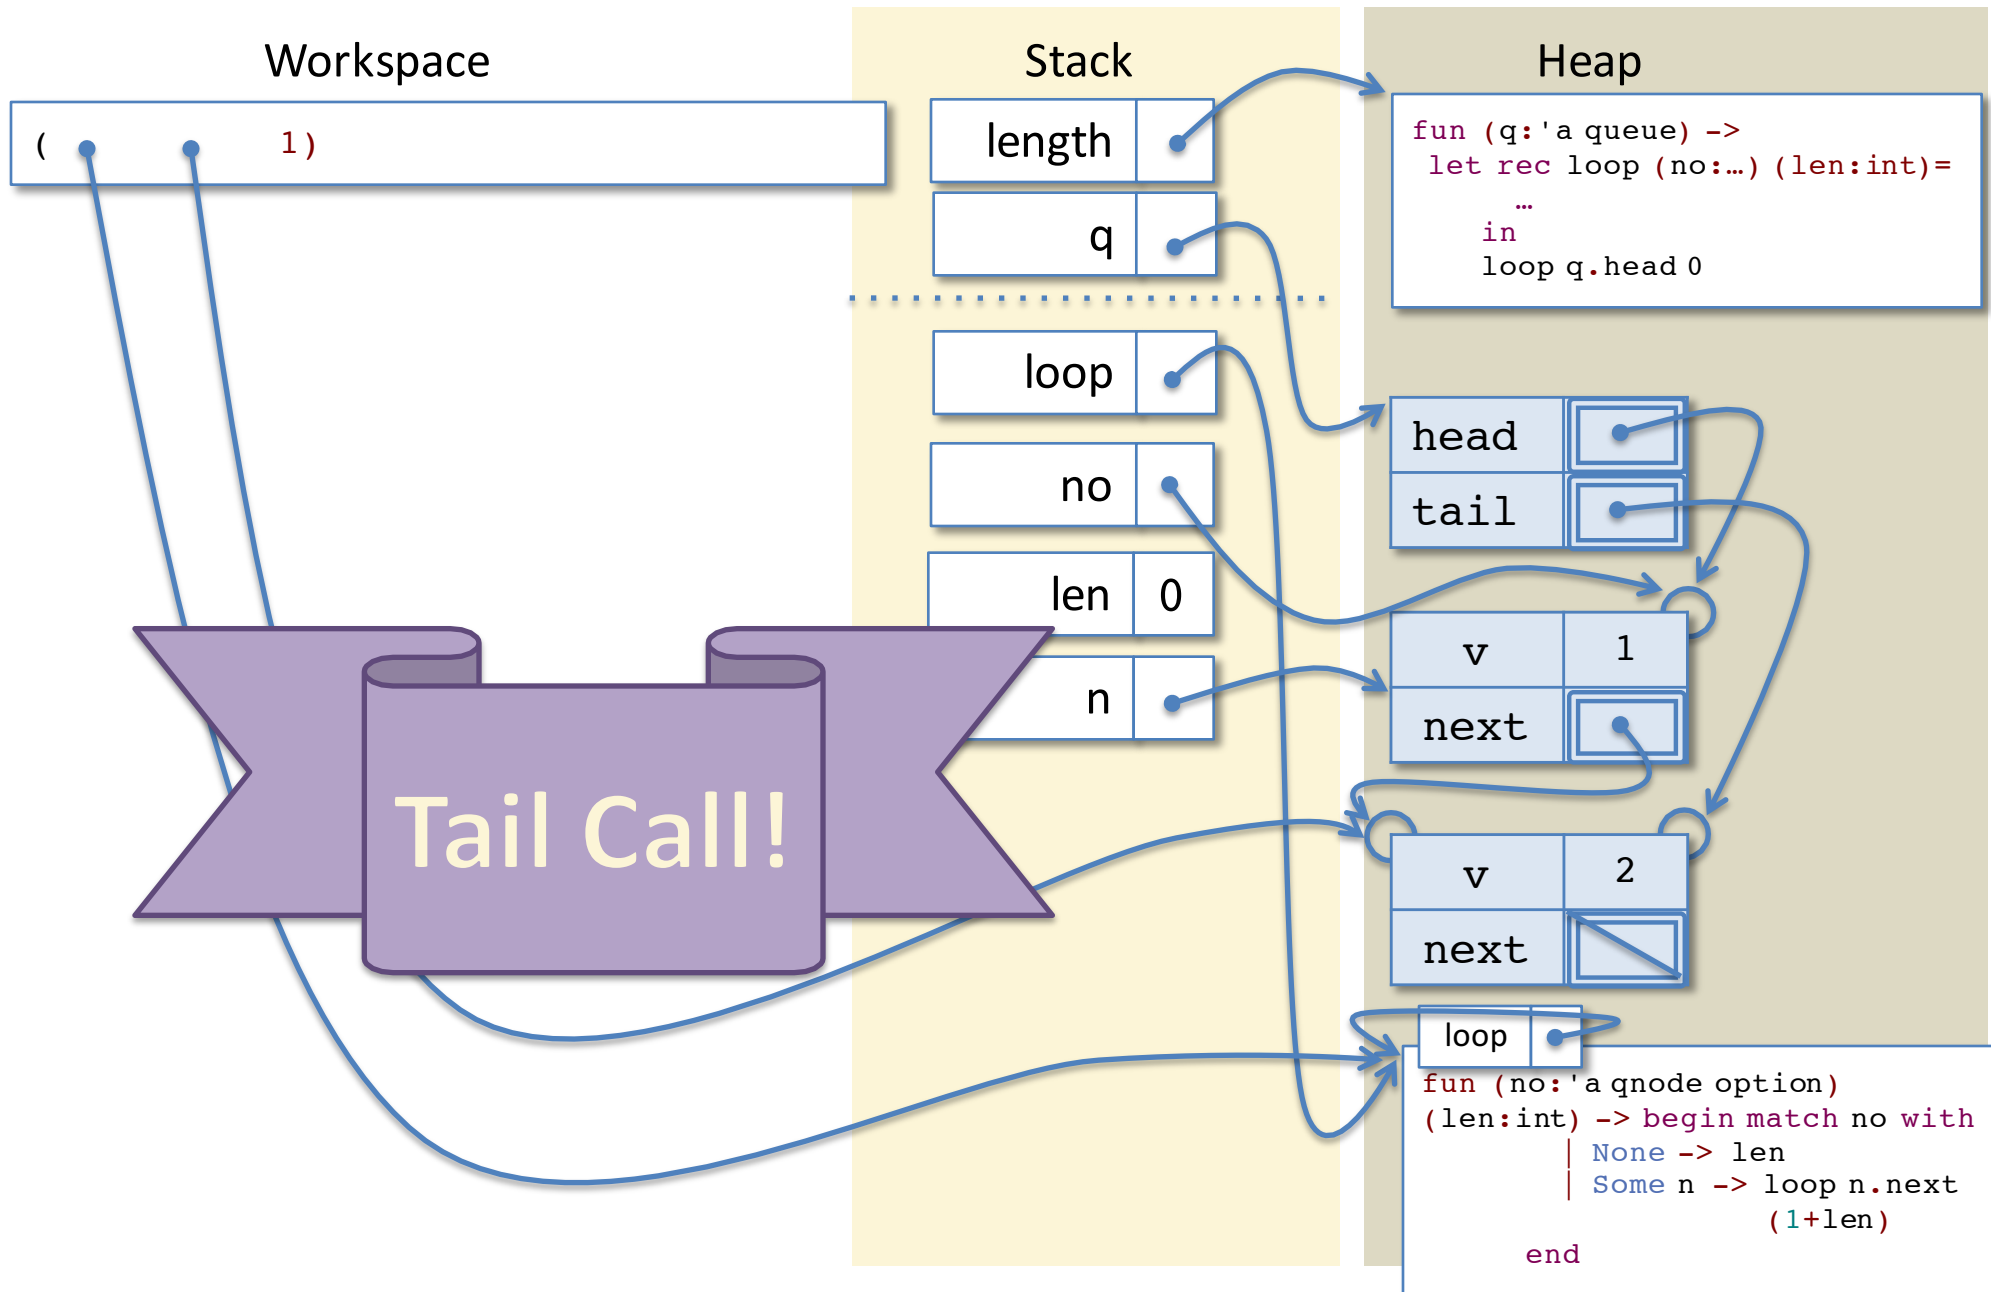 Workspace
( 1)
Stack
length
q
loop
no
len 0
n
Tail Call!
Heap
fun (q:'a queue) ->
let rec loop (no:…) (len:int)=
…
in
loop q.head 0
head
tail
v 1
next
v 2
next
loop
fun (no:'a qnode option)
(len:int) -> begin match no with
| None -> len
| Some n -> loop n.next
(1+len)
end